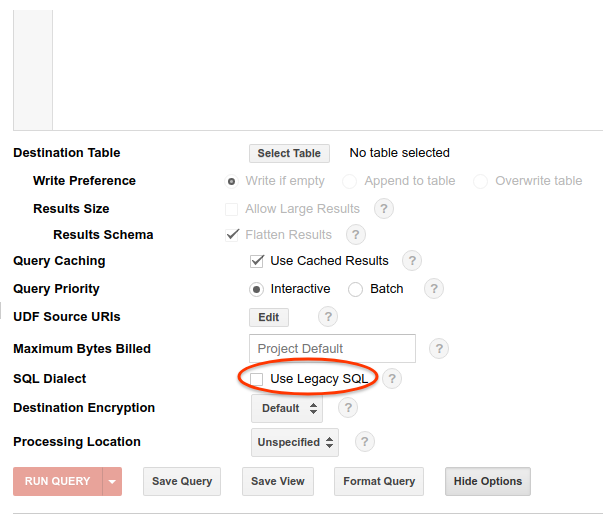 Destination Table Select Table No table selected
Write Preference Write if empty Append to table Overwrite table
Results Size Allow Large Results ?
Results Schema Flatten Results ?
Query Caching Use Cached Results ?
Query Priority Interactive Batch ?
UDF Source URIs Edit ?
Maximum Bytes Billed Project Default ?
SQL Dialect Use Legacy SQL ?
Destination Encryption Default ?
Processing Location Unspecified ?
RUN QUERY Save Query Save View Format Query Hide Options